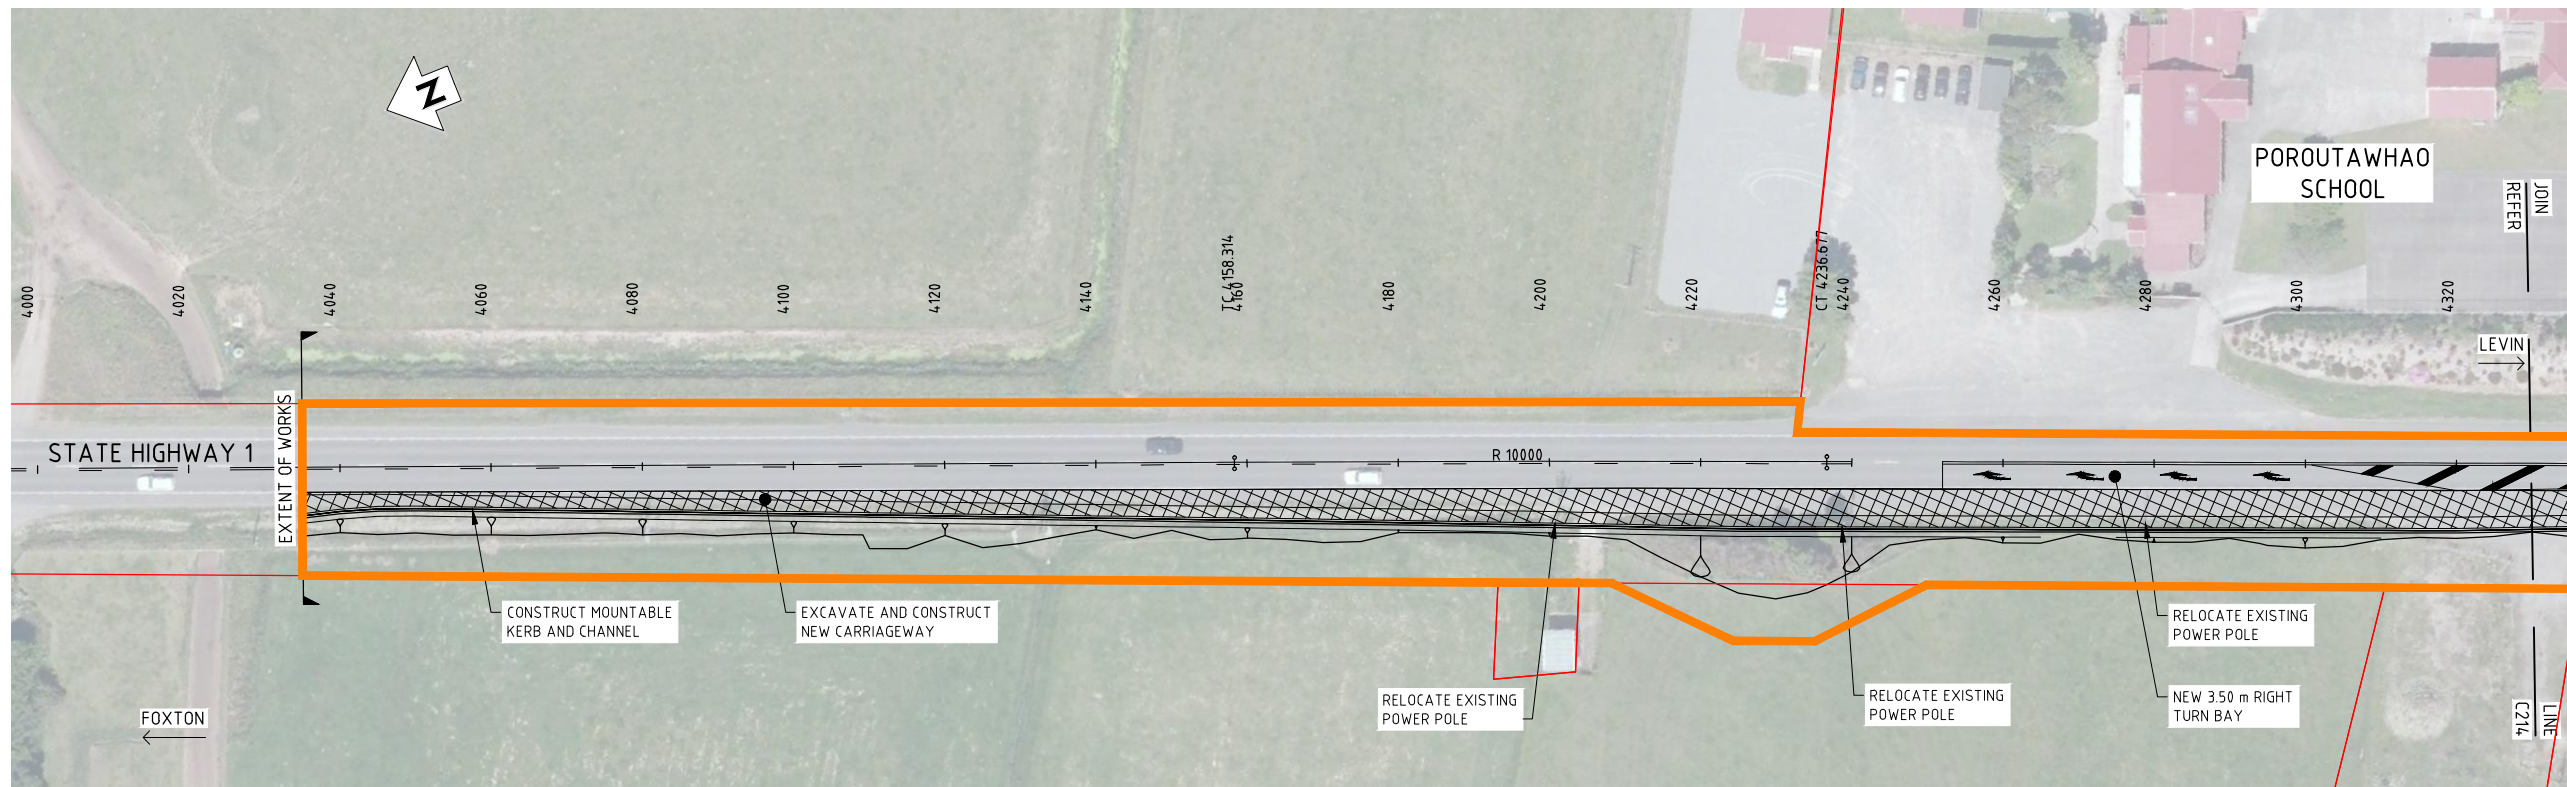 N
POROUTAWHAO
SCHOOL
JOIN
REFER
4000
4020
4040
4060
4080
4100
4120
4140
TC 4158.314
4160
4180
4200
4220
CT 4236.677
4240
4260
4280
4300
4320
LEVIN
EXTENT OF WORKS
STATE HIGHWAY 1
R 10000
CONSTRUCT MOUNTABLE
KERB AND CHANNEL
EXCAVATE AND CONSTRUCT
NEW CARRIAGEWAY
RELOCATE EXISTING
POWER POLE
RELOCATE EXISTING
POWER POLE
RELOCATE EXISTING
POWER POLE
NEW 3.50 m RIGHT
TURN BAY
FOXTON
LINE
C214